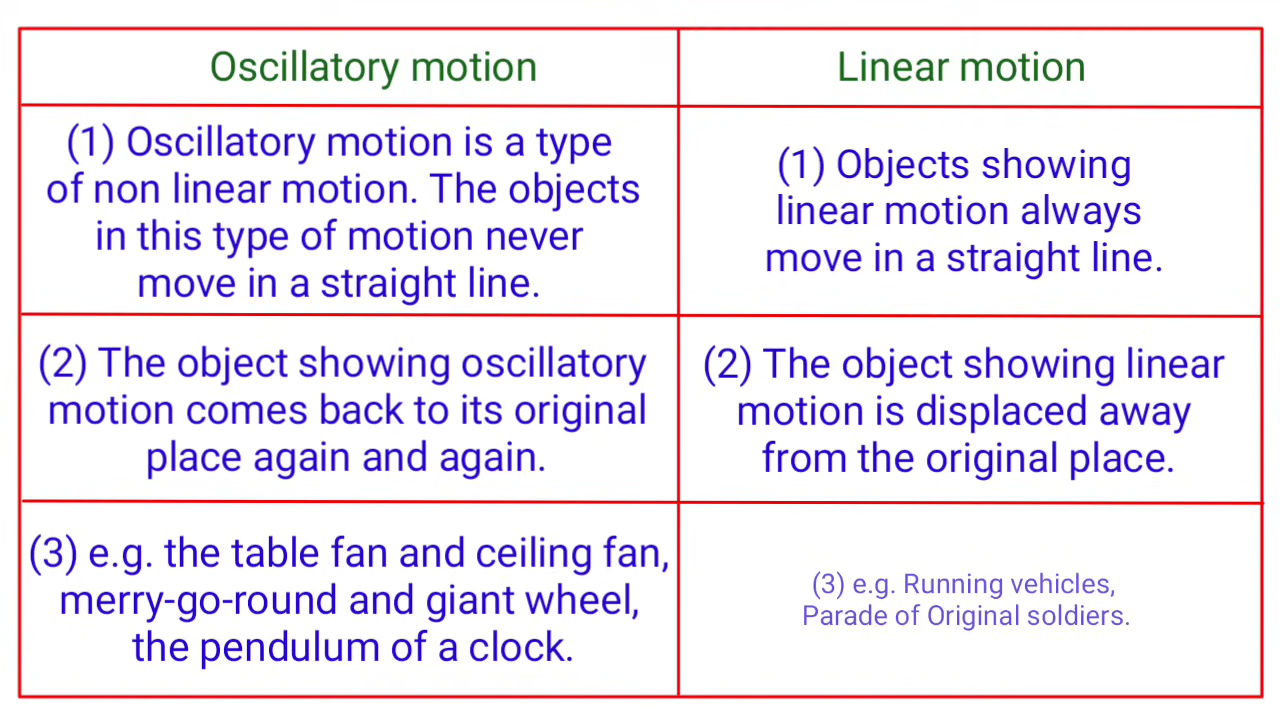 Oscillatory motion
Linear motion
(1) Oscillatory motion is a type
of non linear motion. The objects
in this type of motion never
move in a straight line.
(1) Objects showing
linear motion always
move in a straight line.
(2) The object showing oscillatory
motion comes back to its original
place again and again.
(2) The object showing linear
motion is displaced away
from the original place.
(3) e.g. the table fan and ceiling fan,
merry-go-round and giant wheel,
the pendulum of a clock.
(3) e.g. Running vehicles,
Parade of Original soldiers.